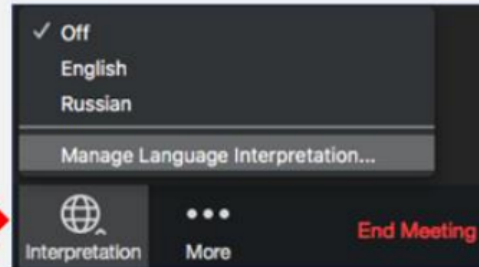 ✓ Off
English
Russian
Manage Language Interpretation...
Interpretation
More
End Meeting